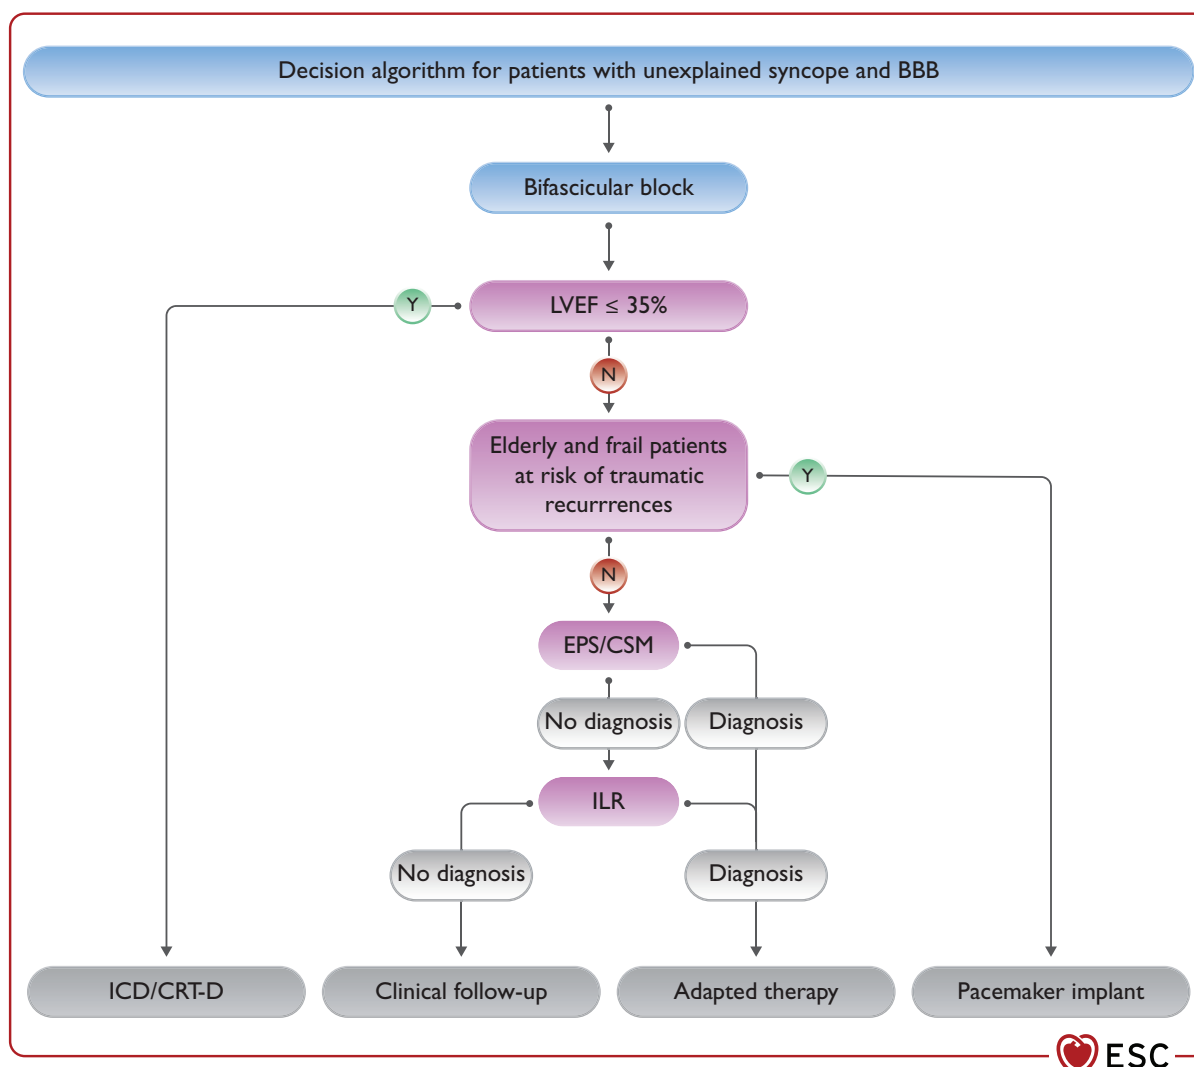 Decision algorithm for patients with unexplained syncope and BBB
Bifascicular block
Y
LVEF ≤ 35%
N
Elderly and frail patients
at risk of traumatic
recurrrences
Y
N
EPS/CSM
No diagnosis
Diagnosis
ILR
No diagnosis
Diagnosis
ICD/CRT-D
Clinical follow-up
Adapted therapy
Pacemaker implant
ESC